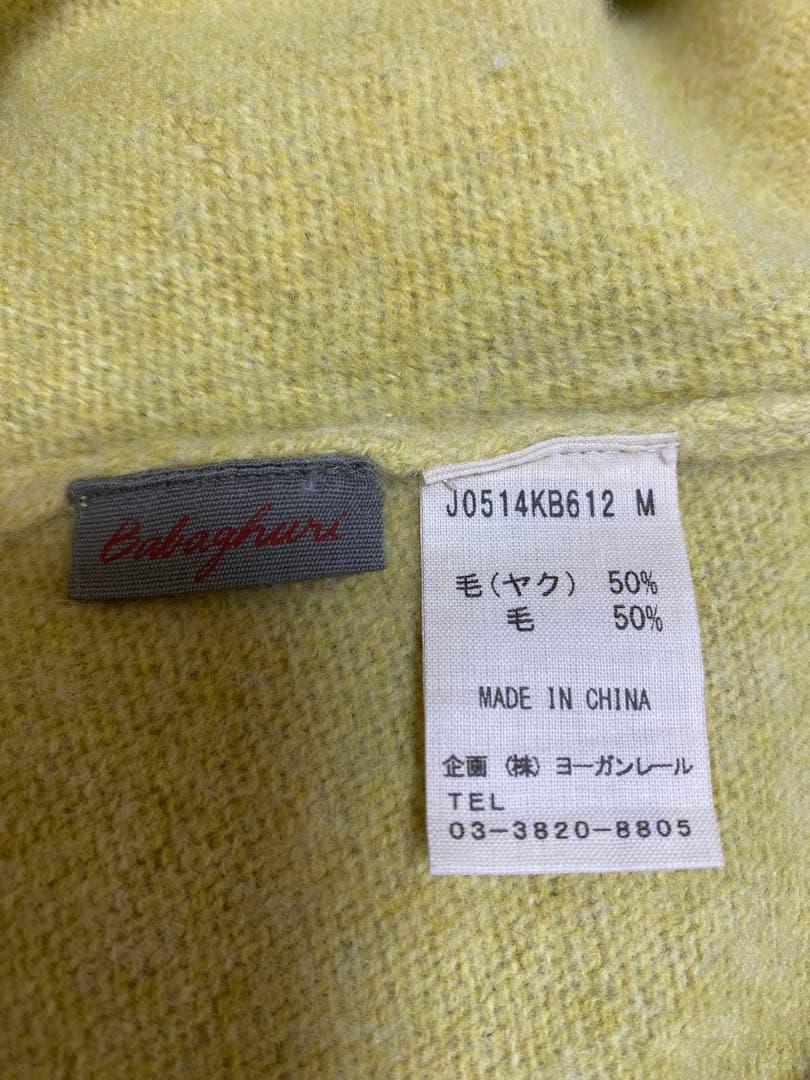 Babaghuri
J0514KB612 M
毛(ヤク) 50%
毛 50%
MADE IN CHINA
企画 (株) ヨーガンレール
TEL
03-3820-8805